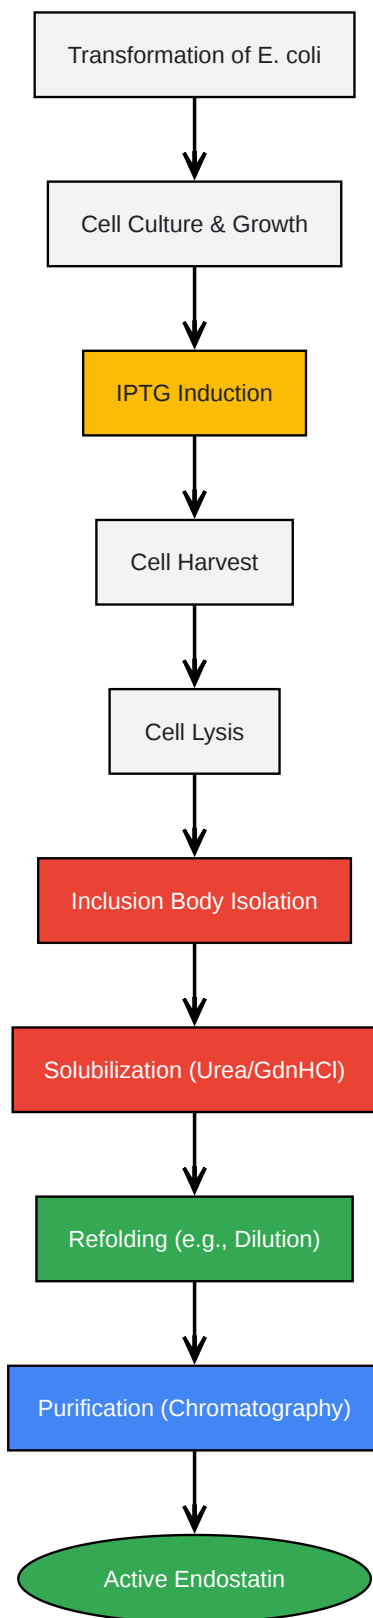 Transformation of E. coli
Cell Culture & Growth
IPTG Induction
Cell Harvest
Cell Lysis
Inclusion Body Isolation
Solubilization (Urea/GdnHCl)
Refolding (e.g., Dilution)
Purification (Chromatography)
Active Endostatin